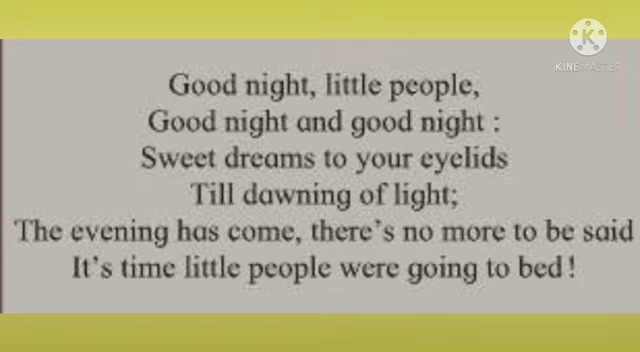 KINEMASTER
Good night, little people,
Good night and good night :
Sweet dreams to your eyelids
Till dawning of light;
The evening has come, there's no more to be said
It's time little people were going to bed!